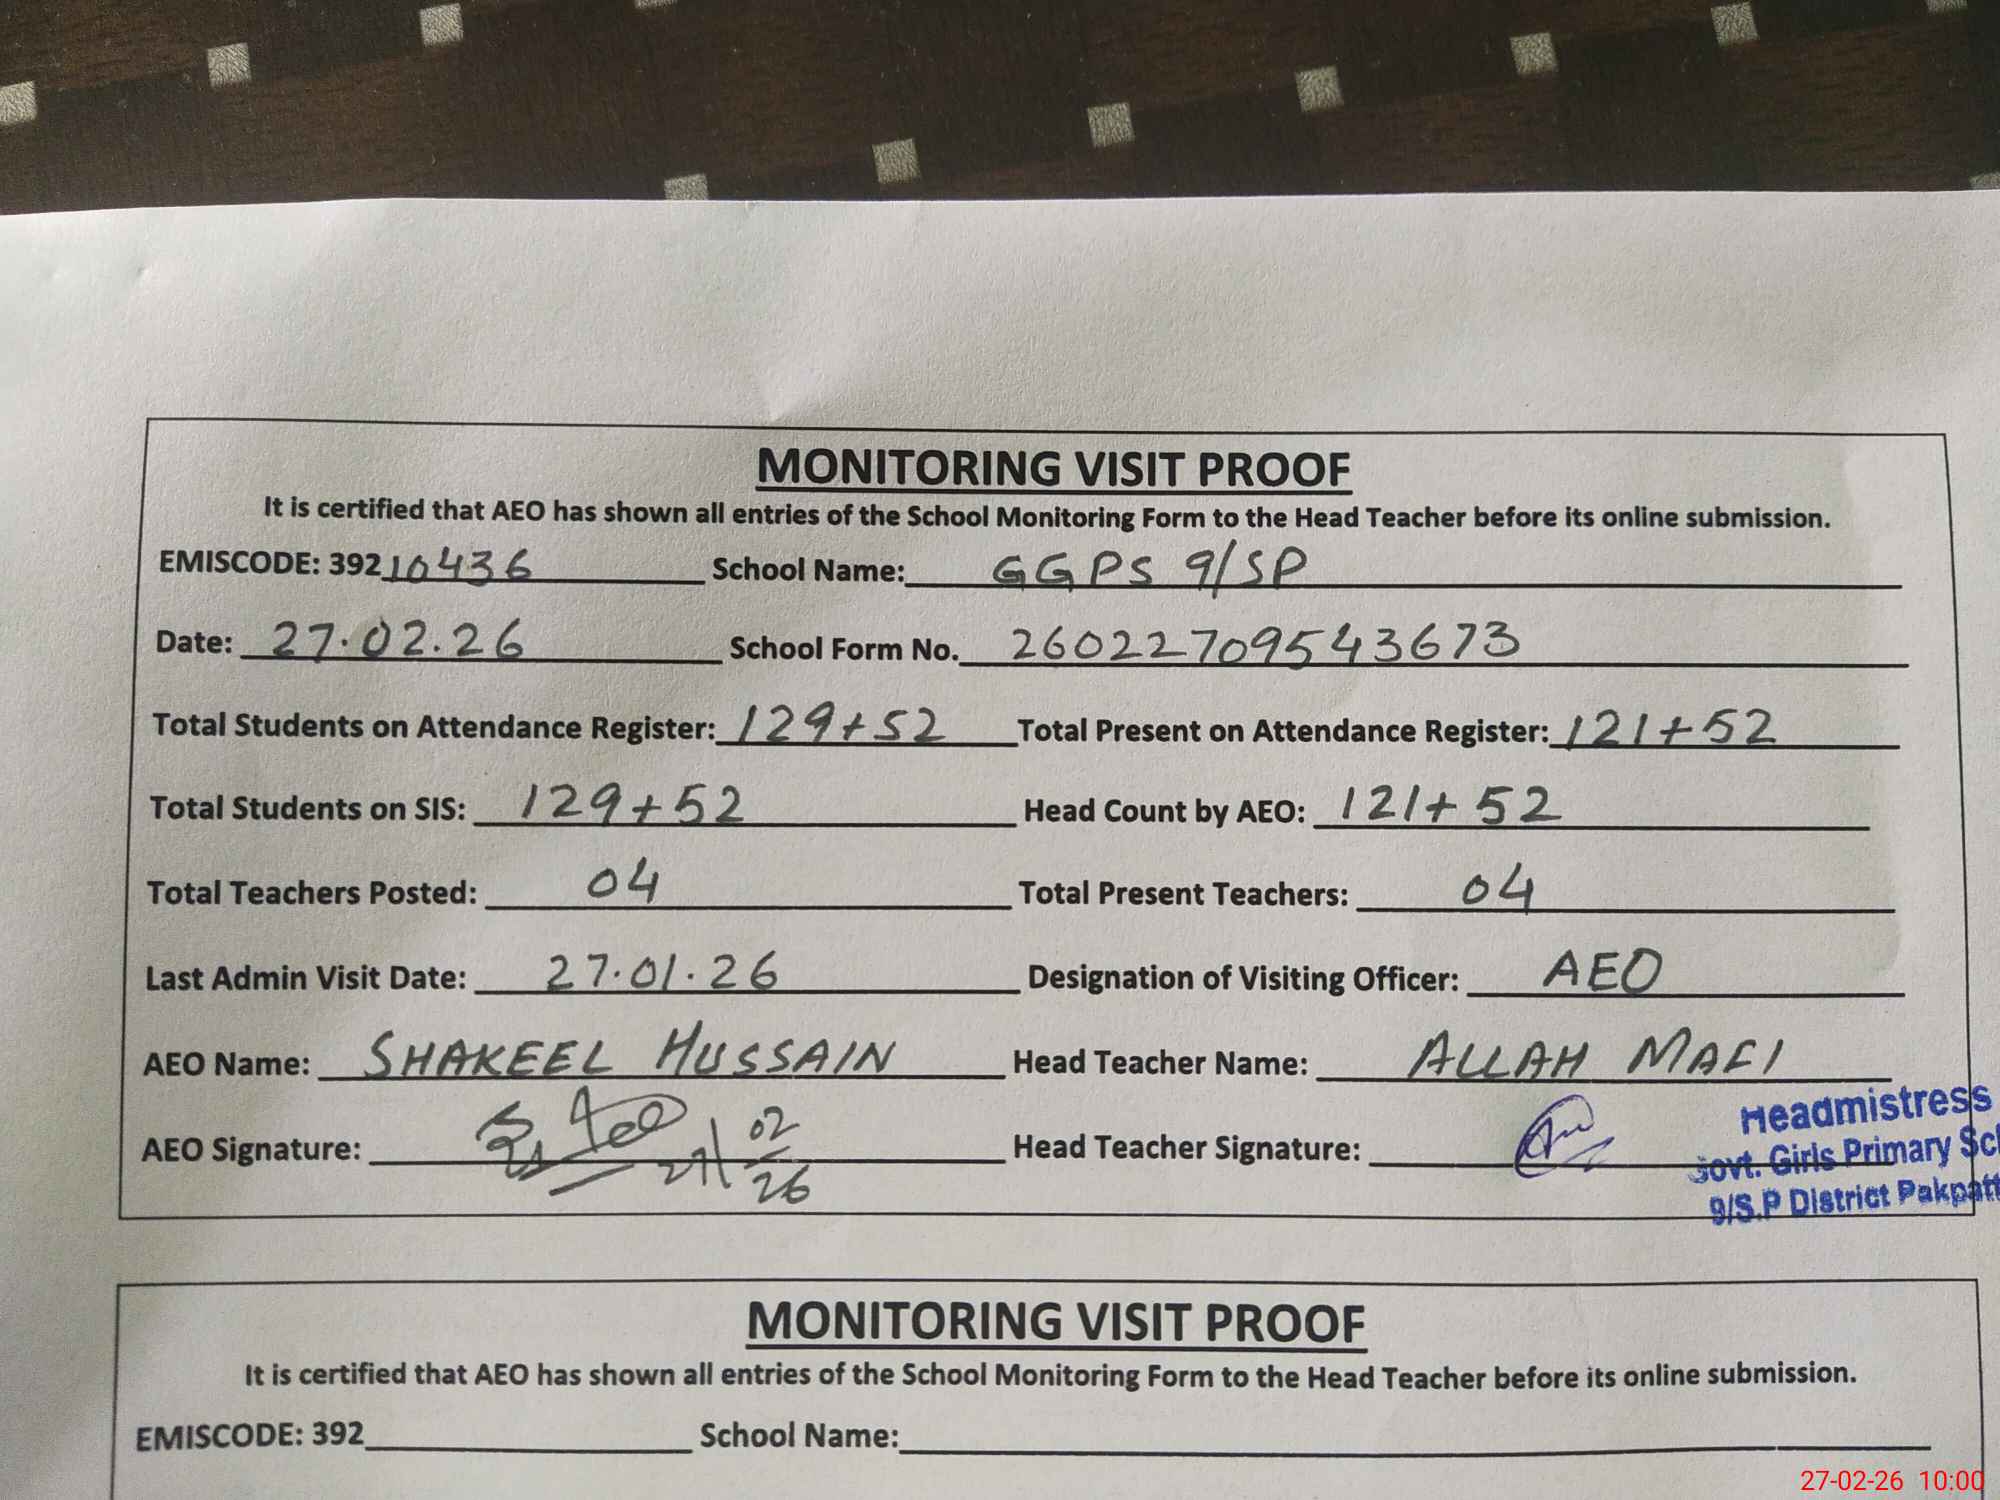 MONITORING VISIT PROOF
It is certified that AEO has shown all entries of the School Monitoring Form to the Head Teacher before its online submission.
EMISCODE: 39210436 School Name: GGPS 9/SP
Date: 27.02.26 School Form No. 26022709543673
Total Students on Attendance Register: 129+52 Total Present on Attendance Register: 121+52
Total Students on SIS: 129+52 Head Count by AEO: 121+52
Total Teachers Posted: 04 Total Present Teachers: 04
Last Admin Visit Date: 27.01.26 Designation of Visiting Officer: AEO
AEO Name: SHAKEEL HUSSAIN Head Teacher Name: ALLAH MAFI
AEO Signature: 27/02/26 Head Teacher Signature:
Headmistress
Govt. Girls Primary Sc
9/S.P District Pakpatt
MONITORING VISIT PROOF
It is certified that AEO has shown all entries of the School Monitoring Form to the Head Teacher before its online submission.
EMISCODE: 392 School Name:
27-02-26 10:00